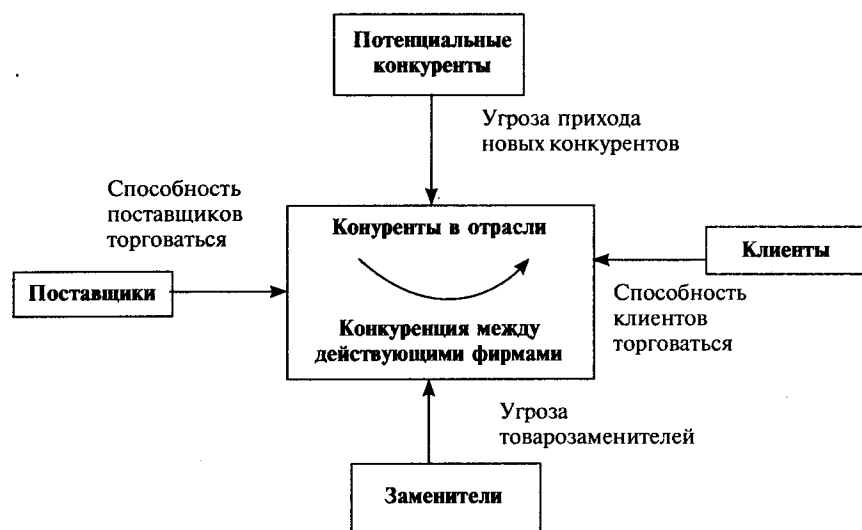 Потенциальные
конкуренты
Угроза прихода
новых конкурентов
Способность
поставщиков
торговаться
Конуренты в отрасли
Клиенты
Поставщики
Способность
клиентов
торговаться
Конкуренция между
действующими фирмами
Угроза
товарозаменителей
Заменители